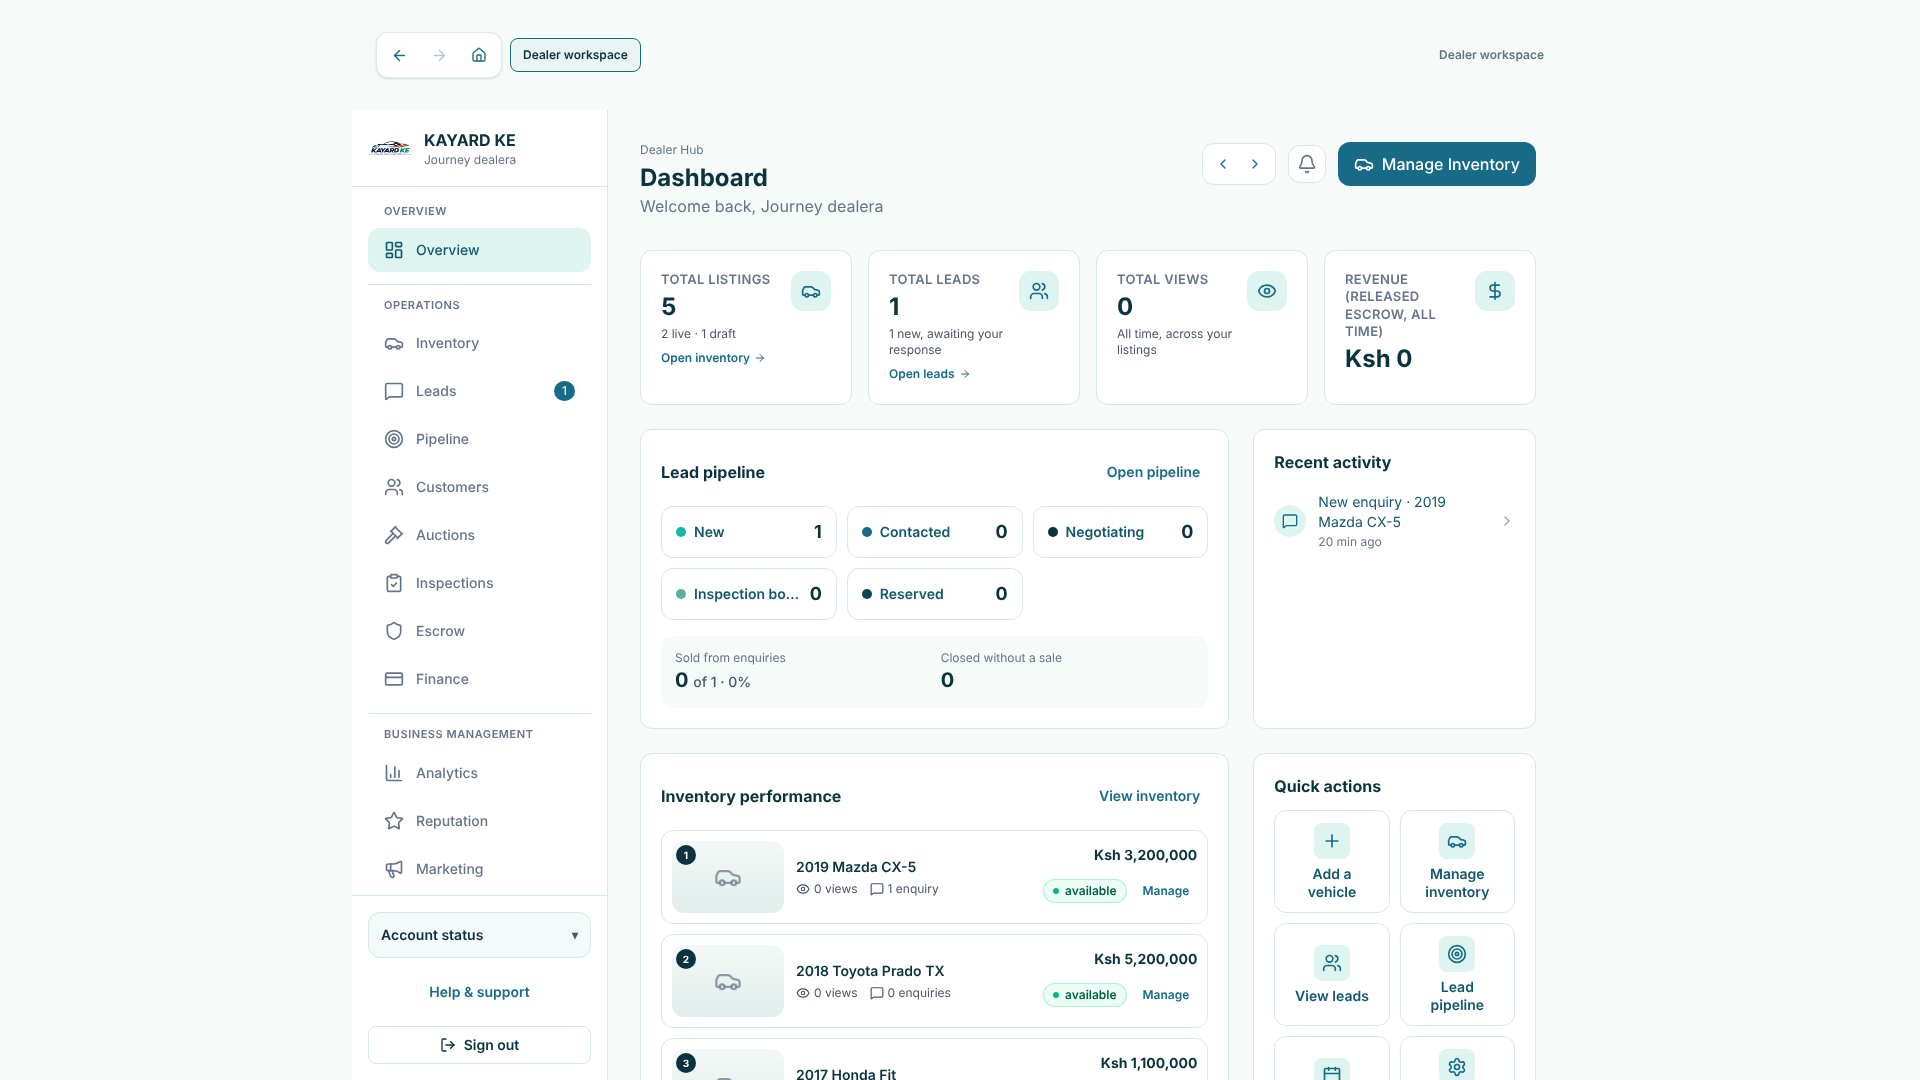 Dealer workspace
Dealer workspace
KAYARD KE
KAYARD KE
Journey dealera
OVERVIEW
Overview
OPERATIONS
Inventory
Leads
1
Pipeline
Customers
Auctions
Inspections
Escrow
Finance
BUSINESS MANAGEMENT
Analytics
Reputation
Marketing
Account status
Help & support
Sign out
Dealer Hub
Dashboard
Welcome back, Journey dealera
Manage Inventory
TOTAL LISTINGS
5
2 live · 1 draft
Open inventory →
TOTAL LEADS
1
1 new, awaiting your
response
Open leads →
TOTAL VIEWS
0
All time, across your
listings
REVENUE
(RELEASED
ESCROW, ALL
TIME)
Ksh 0
Lead pipeline
Open pipeline
New 1
Contacted 0
Negotiating 0
Inspection bo... 0
Reserved 0
Sold from enquiries
0 of 1 · 0%
Closed without a sale
0
Recent activity
New enquiry · 2019
Mazda CX-5
20 min ago
Inventory performance
View inventory
1
2019 Mazda CX-5
0 views 1 enquiry
Ksh 3,200,000
available Manage
2
2018 Toyota Prado TX
0 views 0 enquiries
Ksh 5,200,000
available Manage
3
2017 Honda Fit
Ksh 1,100,000
Quick actions
Add a
vehicle
Manage
inventory
View leads
Lead
pipeline